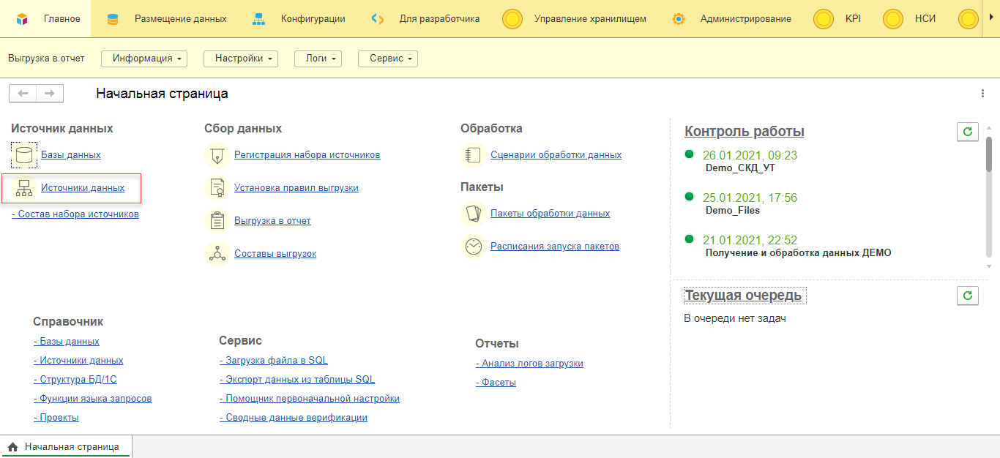 Главное Размещение данных Конфигурации Для разработчика Управление хранилищем Администрирование KPI НСИ
Выгрузка в отчет Информация Настройки Логи Сервис
Начальная страница
Источник данных
Базы данных
Источники данных
- Состав набора источников
Сбор данных
Регистрация набора источников
Установка правил выгрузки
Выгрузка в отчет
Составы выгрузок
Обработка
Сценарии обработки данных
Пакеты
Пакеты обработки данных
Расписания запуска пакетов
Контроль работы
26.01.2021, 09:23
Demo_СКД_УТ
25.01.2021, 17:56
Demo_Files
21.01.2021, 22:52
Получение и обработка данных ДЕМО
Текущая очередь
В очереди нет задач
Справочник
- Базы данных
- Источники данных
- Структура БД/1С
- Функции языка запросов
- Проекты
Сервис
- Загрузка файла в SQL
- Экспорт данных из таблицы SQL
- Помощник первоначальной настройки
- Сводные данные верификации
Отчеты
- Анализ логов загрузки
- Фасеты
Начальная страница